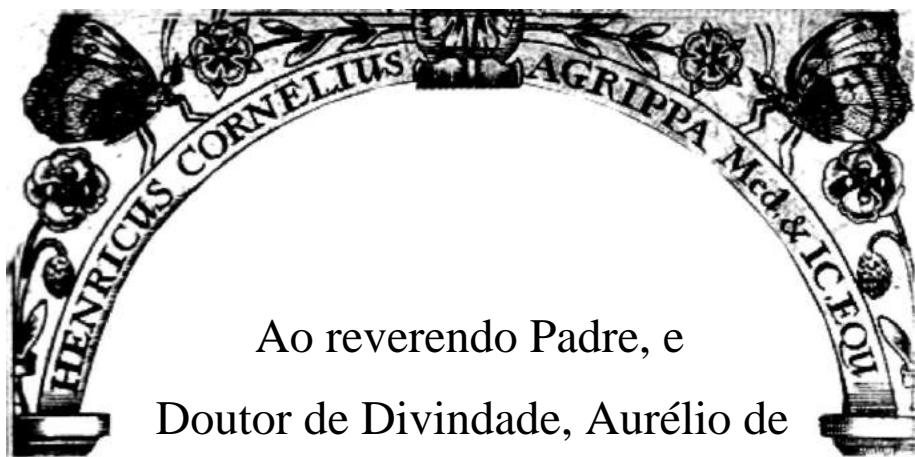 HENRICUS CORNELIUS AGRIPPA Med. & IC. EQU
Ao reverendo Padre, e
Doutor de Divindade, Aurélio de